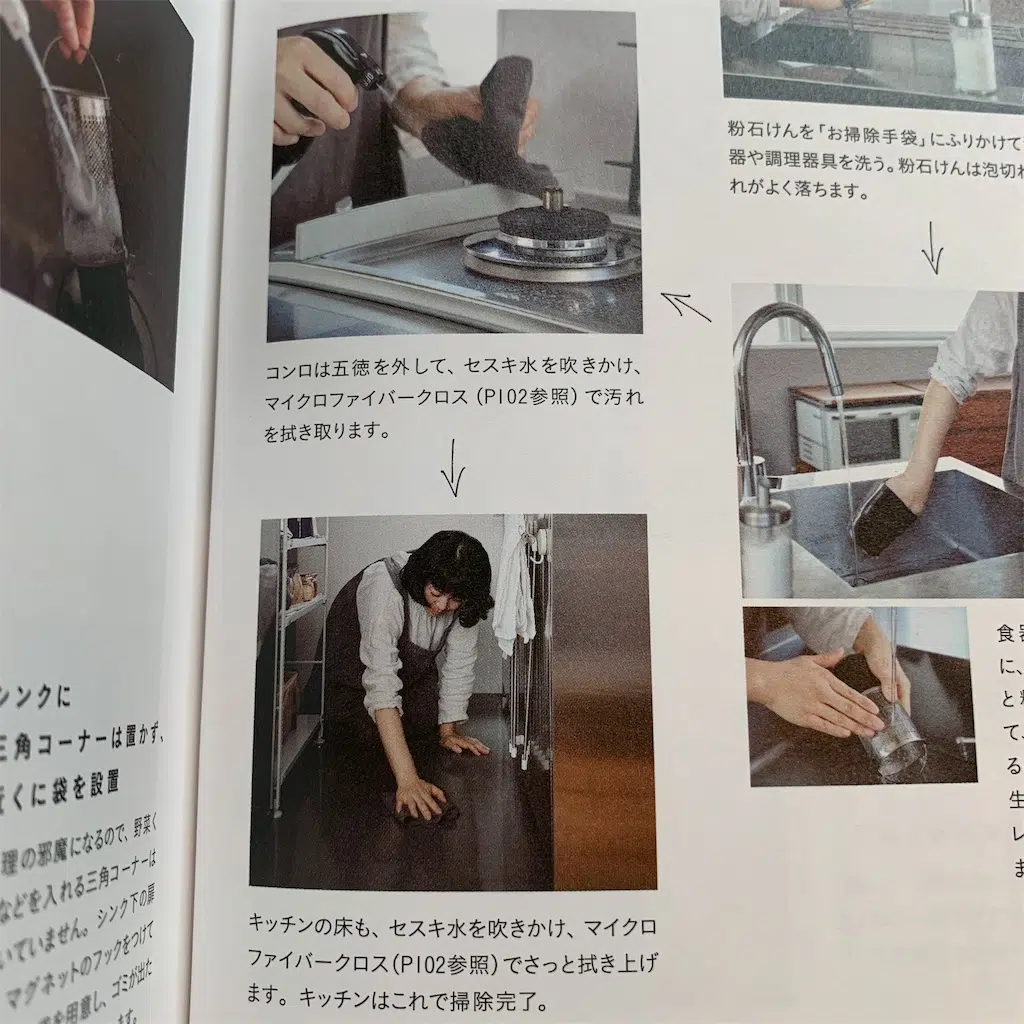 粉石けんを「お掃除手袋」にふりかけて
器や調理器具を洗う。粉石けんは泡切れ
れがよく落ちます。
食器
に、
と
て、
る
生
レ
ま
コンロは五徳を外して、セスキ水を吹きかけ、
マイクロファイバークロス(P102参照)で汚れ
を拭き取ります。
キッチンの床も、セスキ水を吹きかけ、マイクロ
ファイバークロス(P102参照)でさっと拭き上げ
ます。キッチンはこれで掃除完了。
シンクに
三角コーナーは置かず、
近くに袋を設置
理の邪魔になるので、野菜く
などを入れる三角コーナーは
いていません。シンク下の扉
マグネットのフックをつけて
を用意し、ゴミが出た
ます。